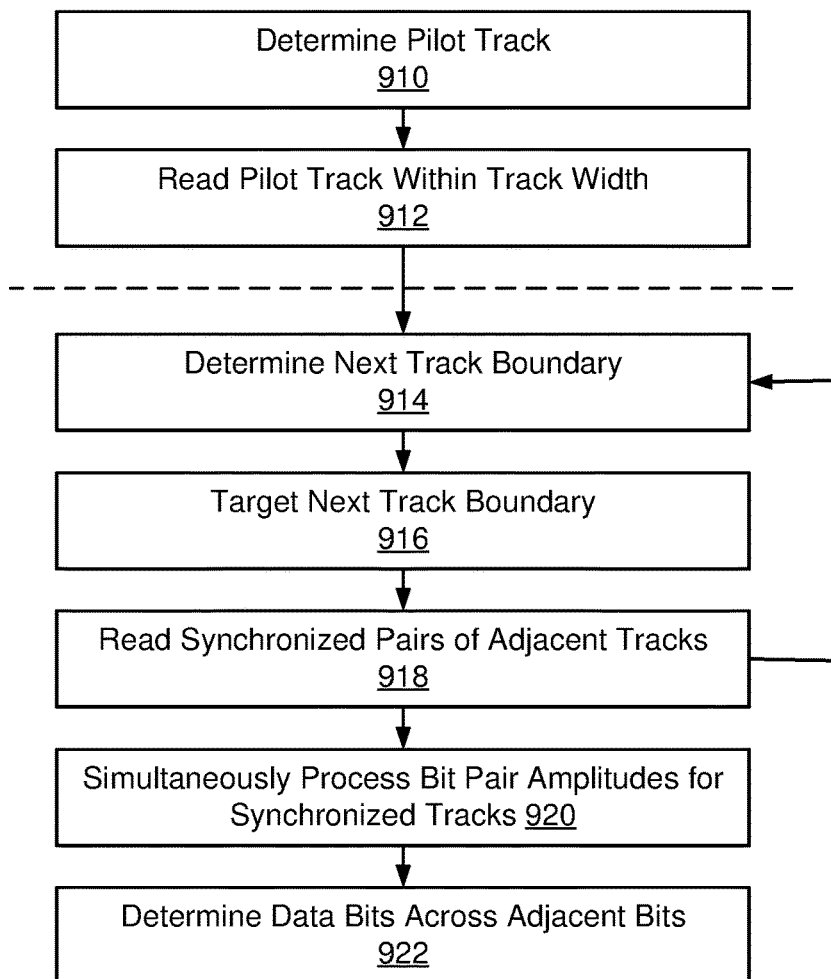 Determine Pilot Track
910
Read Pilot Track Within Track Width
912
Determine Next Track Boundary
914
Target Next Track Boundary
916
Read Synchronized Pairs of Adjacent Tracks
918
Simultaneously Process Bit Pair Amplitudes for
Synchronized Tracks 920
Determine Data Bits Across Adjacent Bits
922